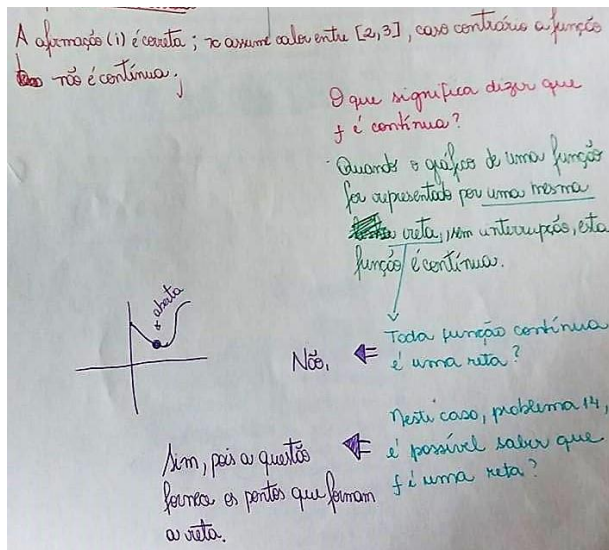 A afirmação (i) é correta; x assume valor entre [2,3], caso contrário a função
não é contínua.
O que significa dizer que
f é contínua?
Quando o gráfico de uma função
for representado por uma mesma
reta, sem interrupção, esta
função é contínua.
+ aberta
Não,
Toda função contínua
é uma reta?
Neste caso, problema 14,
é possível saber que
f é uma reta?
Sim, pois a questão
fornece os pontos que formam
a reta.